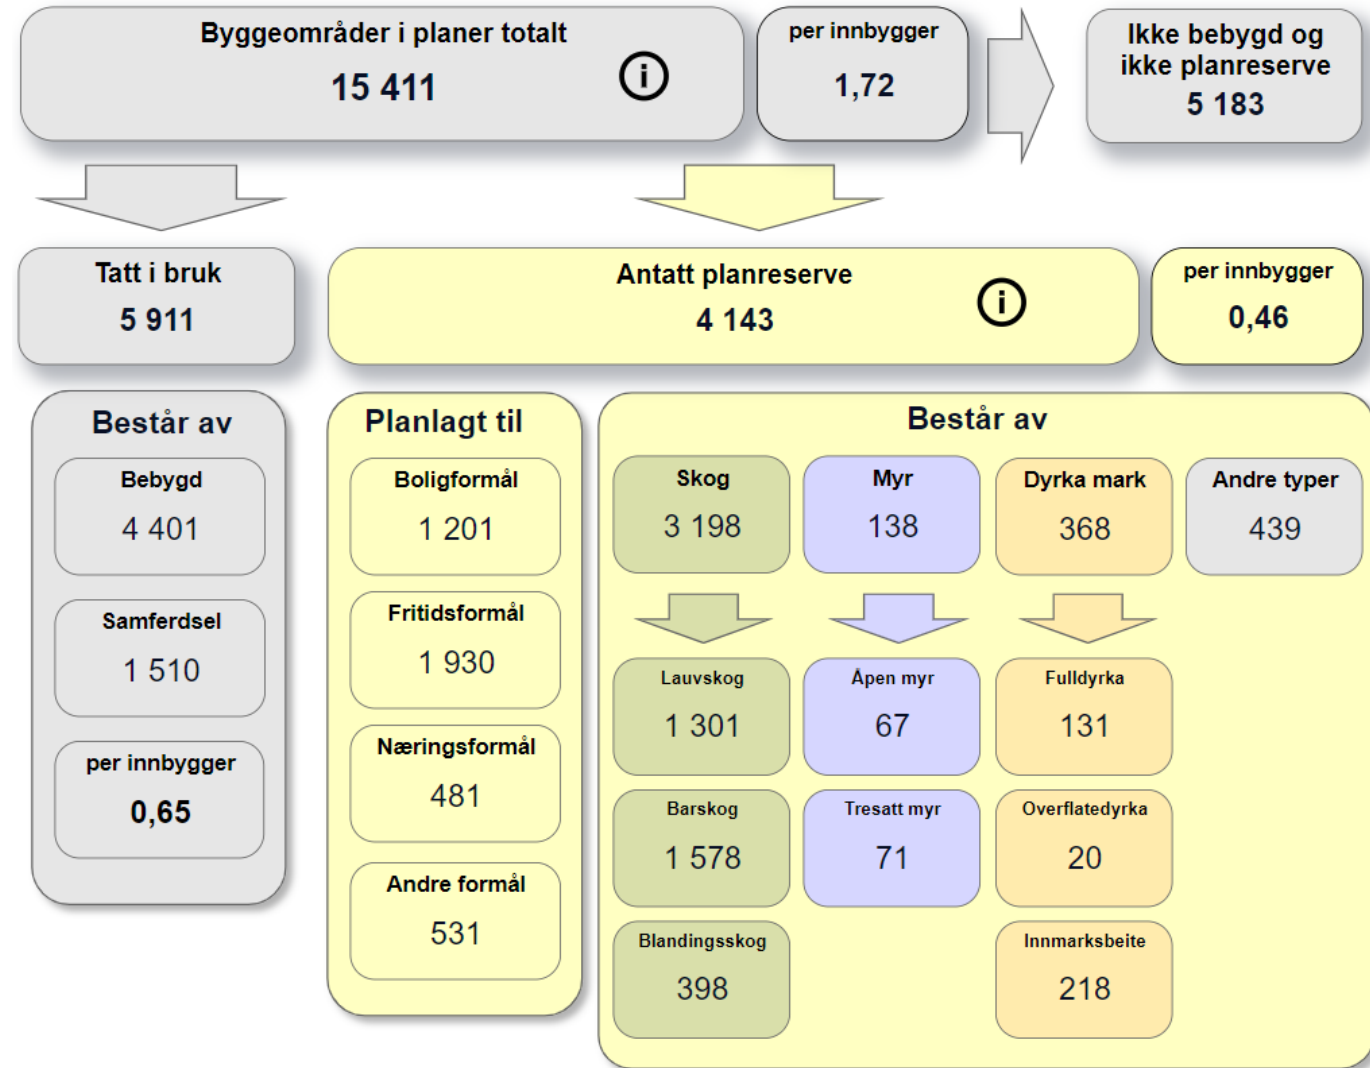 Byggeområder i planer totalt
15 411
i
per innbygger
1,72
Ikke bebygd og
ikke planreserve
5 183
Tatt i bruk
5 911
Antatt planreserve
4 143
i
per innbygger
0,46
Består av
Bebygd
4 401
Samferdsel
1 510
per innbygger
0,65
Planlagt til
Boligformål
1 201
Fritidsformål
1 930
Næringsformål
481
Andre formål
531
Består av
Skog
3 198
Myr
138
Dyrka mark
368
Andre typer
439
Lauvskog
1 301
Åpen myr
67
Fulldyrka
131
Barskog
1 578
Tresatt myr
71
Overflatedyrka
20
Blandingsskog
398
Innmarksbeite
218